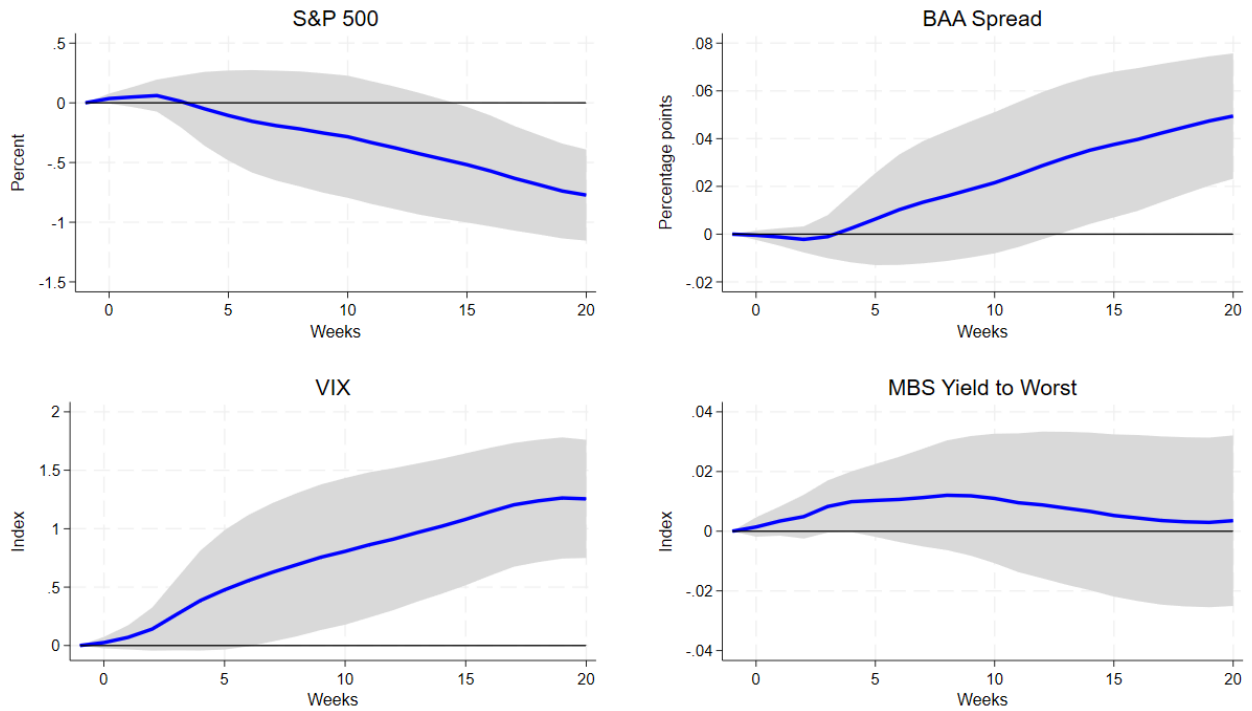 S&P 500
.5
0
-.5
-1
-1.5
Percent
0 5 10 15 20
Weeks
BAA Spread
.08
.06
.04
.02
0
-.02
Percentage points
0 5 10 15 20
Weeks
VIX
2
1.5
1
.5
0
Index
0 5 10 15 20
Weeks
MBS Yield to Worst
.04
.02
0
-.02
-.04
Index
0 5 10 15 20
Weeks